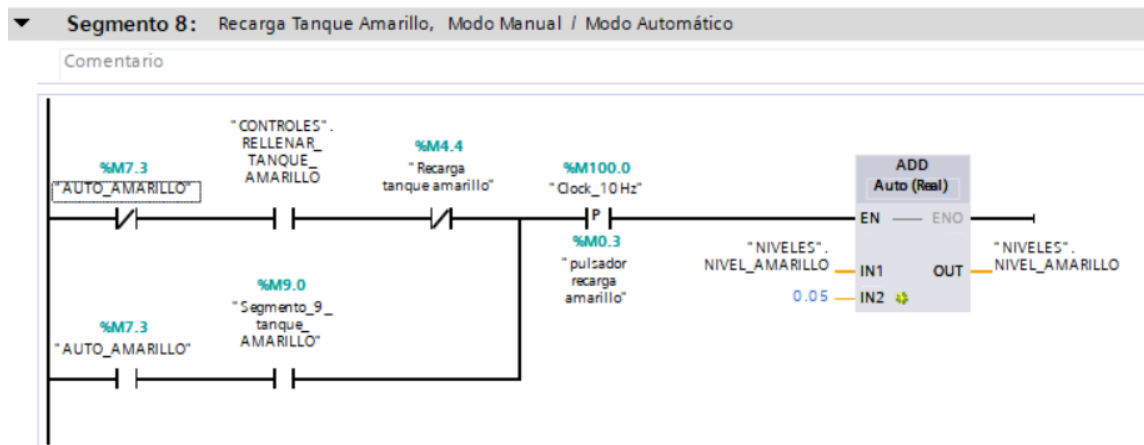 Segmento 8: Recarga Tanque Amarillo, Modo Manual / Modo Automático
Comentario
%M7.3
"AUTO_AMARILLO"
"CONTROLES".
RELLENAR_
TANQUE_
AMARILLO
%M4.4
"Recarga
tanque amarillo"
%M100.0
"Clock_10 Hz"
P
%M0.3
"pulsador
recarga
amarillo"
ADD
Auto (Real)
EN
ENO
"NIVELES".
NIVEL_AMARILLO
IN1
OUT
"NIVELES".
NIVEL_AMARILLO
0.05
IN2
%M7.3
"AUTO_AMARILLO"
%M9.0
"Segmento_9_
tanque_
AMARILLO"